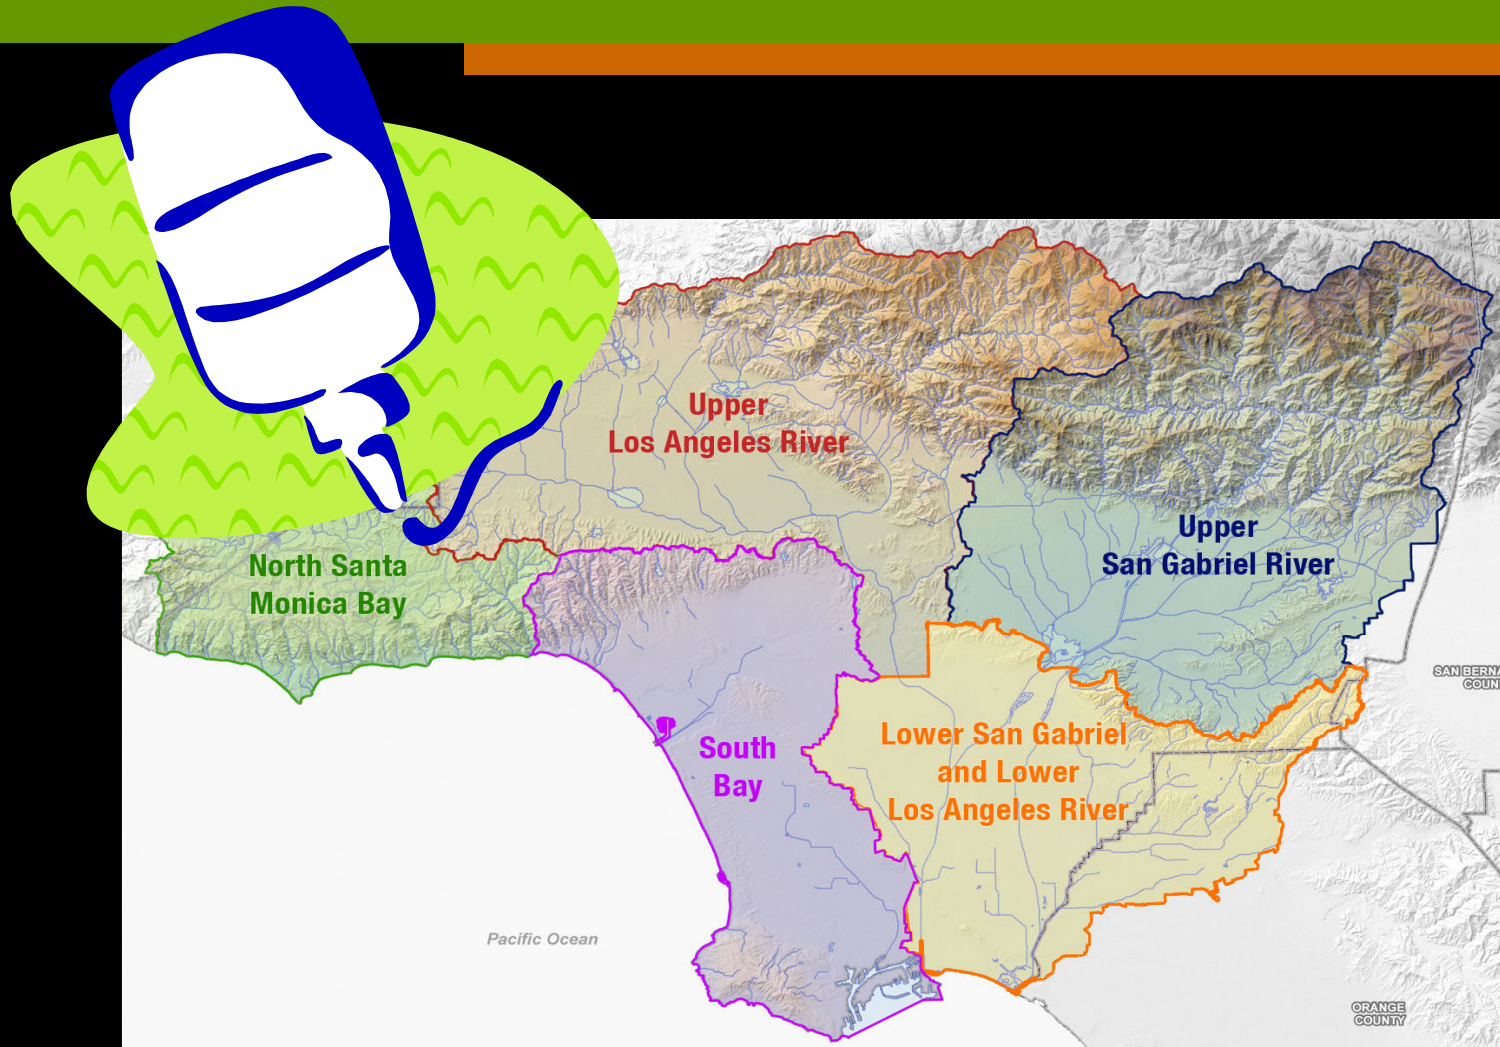 Upper
Los Angeles River
Upper
San Gabriel River
North Santa
Monica Bay
South
Bay
Lower San Gabriel
and Lower
Los Angeles River
Pacific Ocean
ORANGE
COUNTY